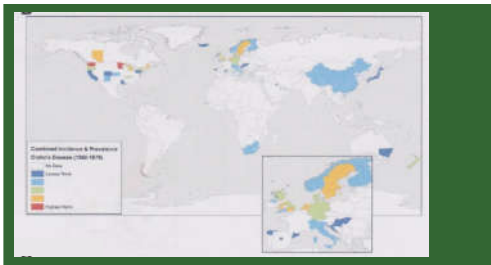 Combined Incidence & Prevalence
Crohn's Disease (1960-1979)
No Data
Lowest Rank
Highest Rank